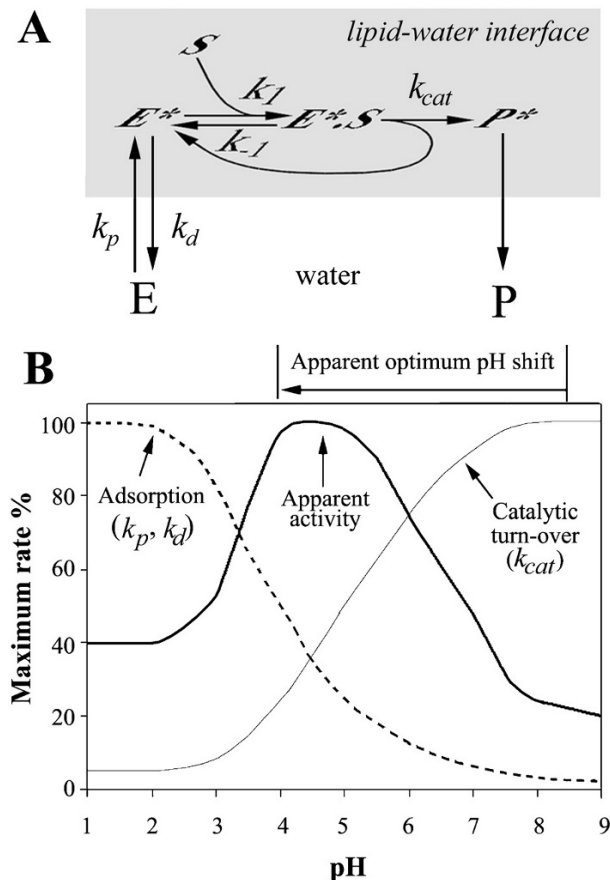 A
lipid-water interface
S
k1
kcat
E*
E*.S
P*
k-1
kp
kd
water
E
P
B
Apparent optimum pH shift
100
80
60
40
20
0
Maximum rate %
Adsorption
(kp, kd)
Apparent
activity
Catalytic
turn-over
(kcat)
1 2 3 4 5 6 7 8 9
pH